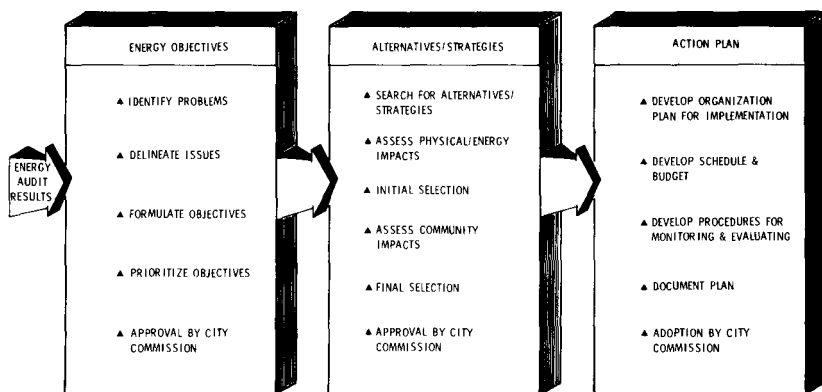 ENERGY
AUDIT
RESULTS
ENERGY OBJECTIVES
▲ IDENTIFY PROBLEMS
▲ DELINEATE ISSUES
▲ FORMULATE OBJECTIVES
▲ PRIORITIZE OBJECTIVES
▲ APPROVAL BY CITY
COMMISSION
ALTERNATIVES/STRATEGIES
▲ SEARCH FOR ALTERNATIVES/
STRATEGIES
▲ ASSESS PHYSICAL/ENERGY
IMPACTS
▲ INITIAL SELECTION
▲ ASSESS COMMUNITY
IMPACTS
▲ FINAL SELECTION
▲ APPROVAL BY CITY
COMMISSION
ACTION PLAN
▲ DEVELOP ORGANIZATION
PLAN FOR IMPLEMENTATION
▲ DEVELOP SCHEDULE &
BUDGET
▲ DEVELOP PROCEDURES FOR
MONITORING & EVALUATING
▲ DOCUMENT PLAN
▲ ADOPTION BY CITY
COMMISSION